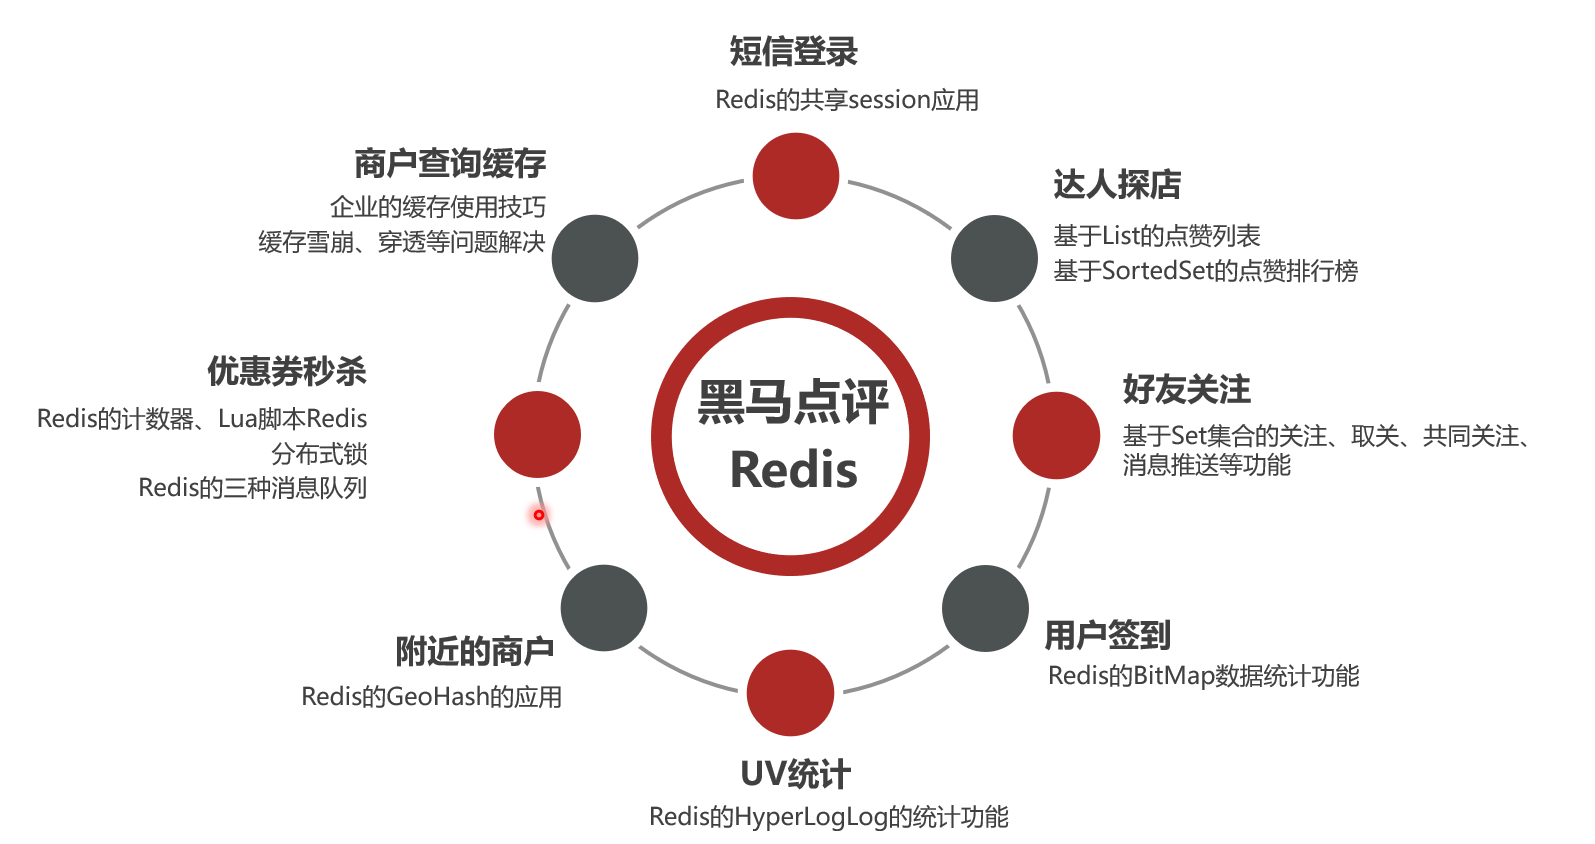 短信登录
Redis的共享session应用
商户查询缓存
企业的缓存使用技巧
缓存雪崩、穿透等问题解决
达人探店
基于List的点赞列表
基于SortedSet的点赞排行榜
优惠券秒杀
Redis的计数器、Lua脚本Redis
分布式锁
Redis的三种消息队列
黑马点评
Redis
好友关注
基于Set集合的关注、取关、共同关注、
消息推送等功能
附近的商户
Redis的GeoHash的应用
用户签到
Redis的BitMap数据统计功能
UV统计
Redis的HyperLogLog的统计功能